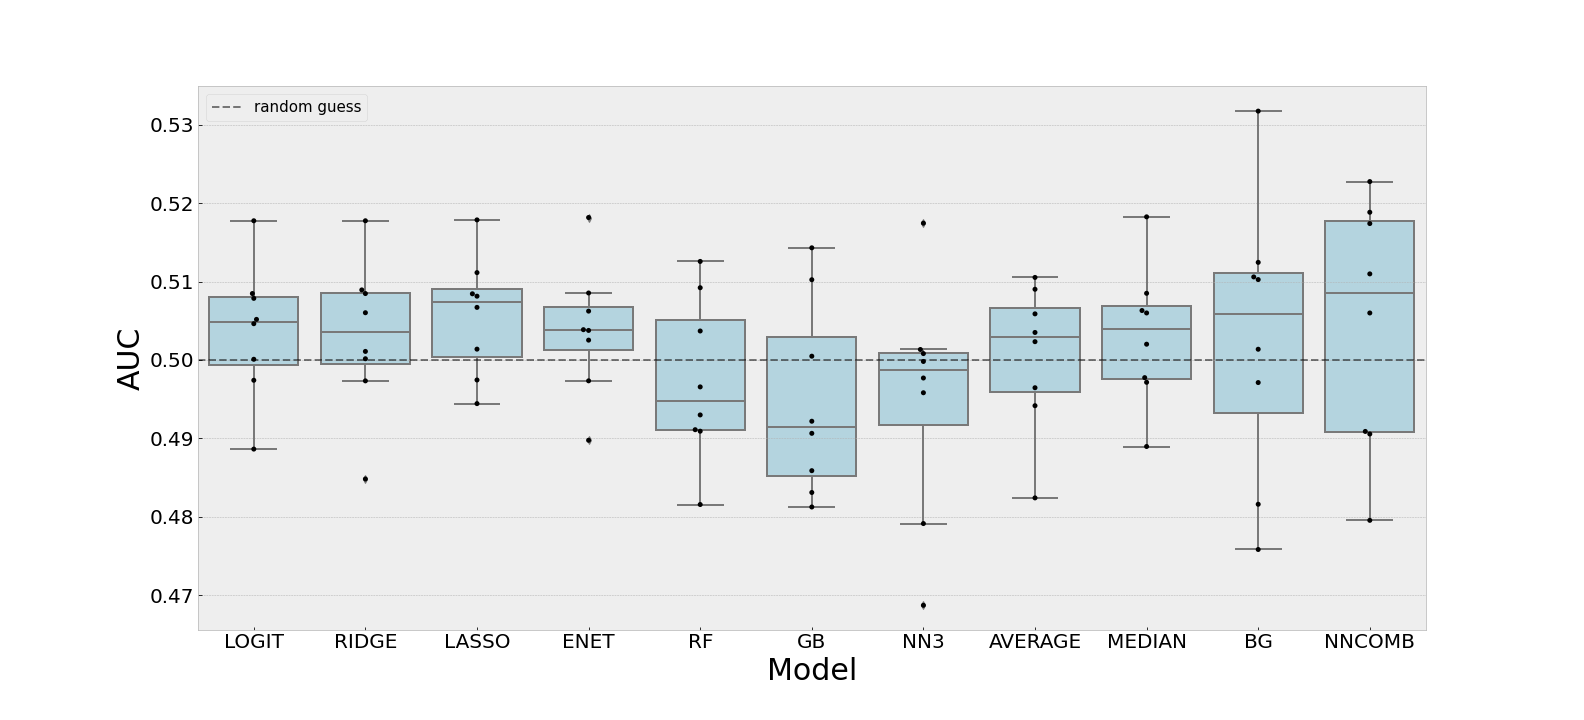 random guess
0.53
0.52
0.51
0.50
0.49
0.48
0.47
AUC
LOGIT RIDGE LASSO ENET RF GB NN3 AVERAGE MEDIAN BG NNCOMB
Model